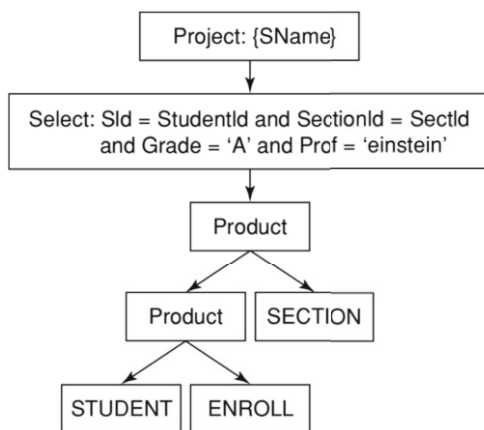 Project: {SName}
Select: SId = StudentId and SectionId = SectId
and Grade = ‘A’ and Prof = ‘einstein’
Product
Product
SECTION
STUDENT
ENROLL